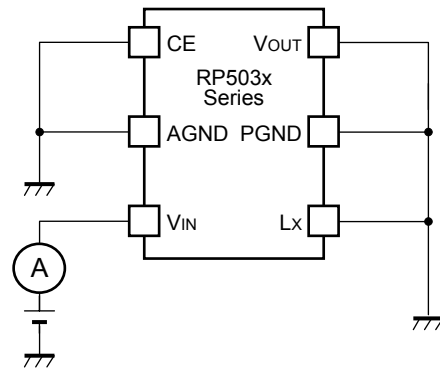 CE
VOUT
RP503x
Series
AGND
PGND
VIN
LX
A